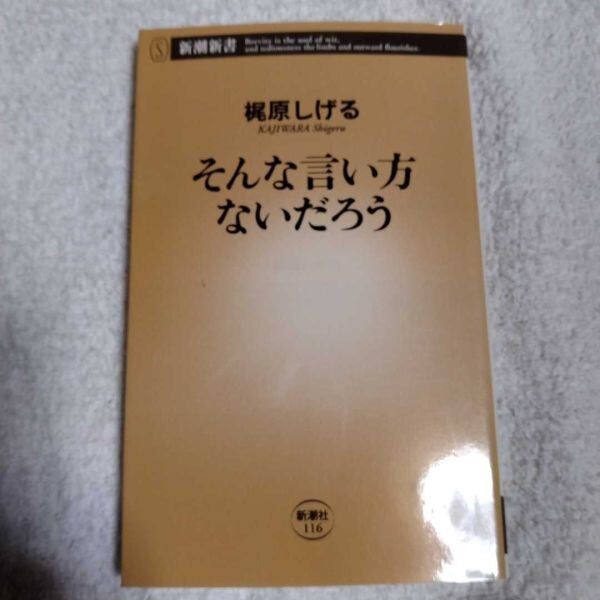 S
新潮新書
Brevity is the soul of wit,
and tediousness the limbs and outward flourishes.
梶原しげる
KAJIWARA Shigeru
そんな言い方
ないだろう
新潮社
116